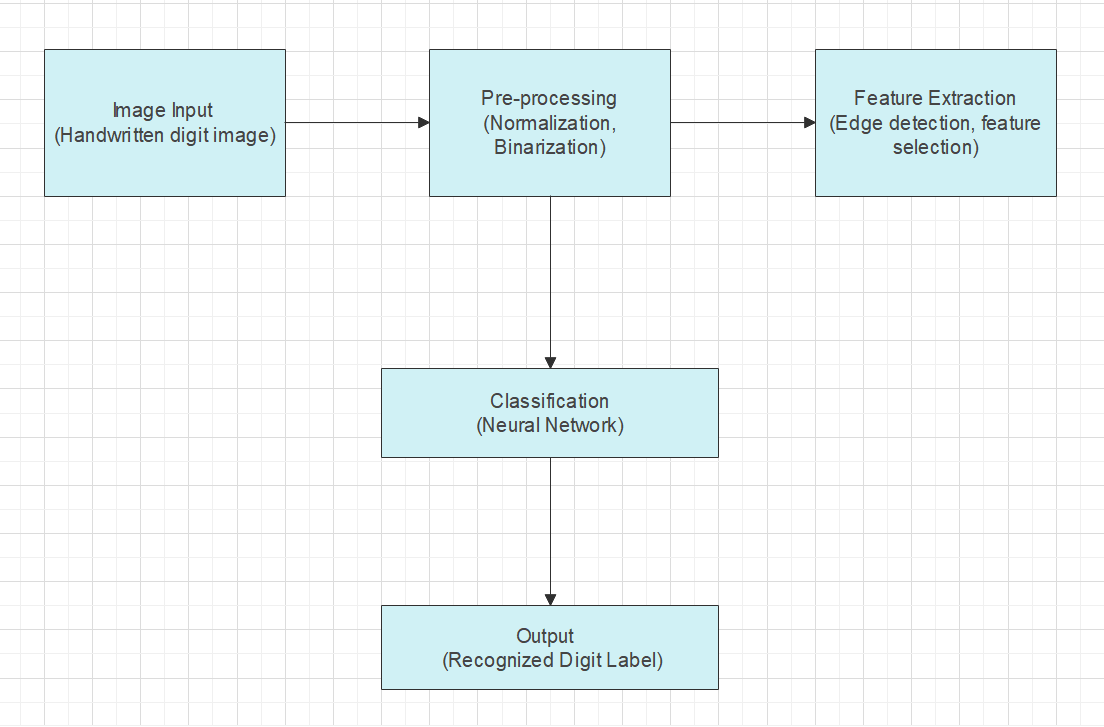 Image Input
(Handwritten digit image)
Pre-processing
(Normalization,
Binarization)
Feature Extraction
(Edge detection, feature
selection)
Classification
(Neural Network)
Output
(Recognized Digit Label)